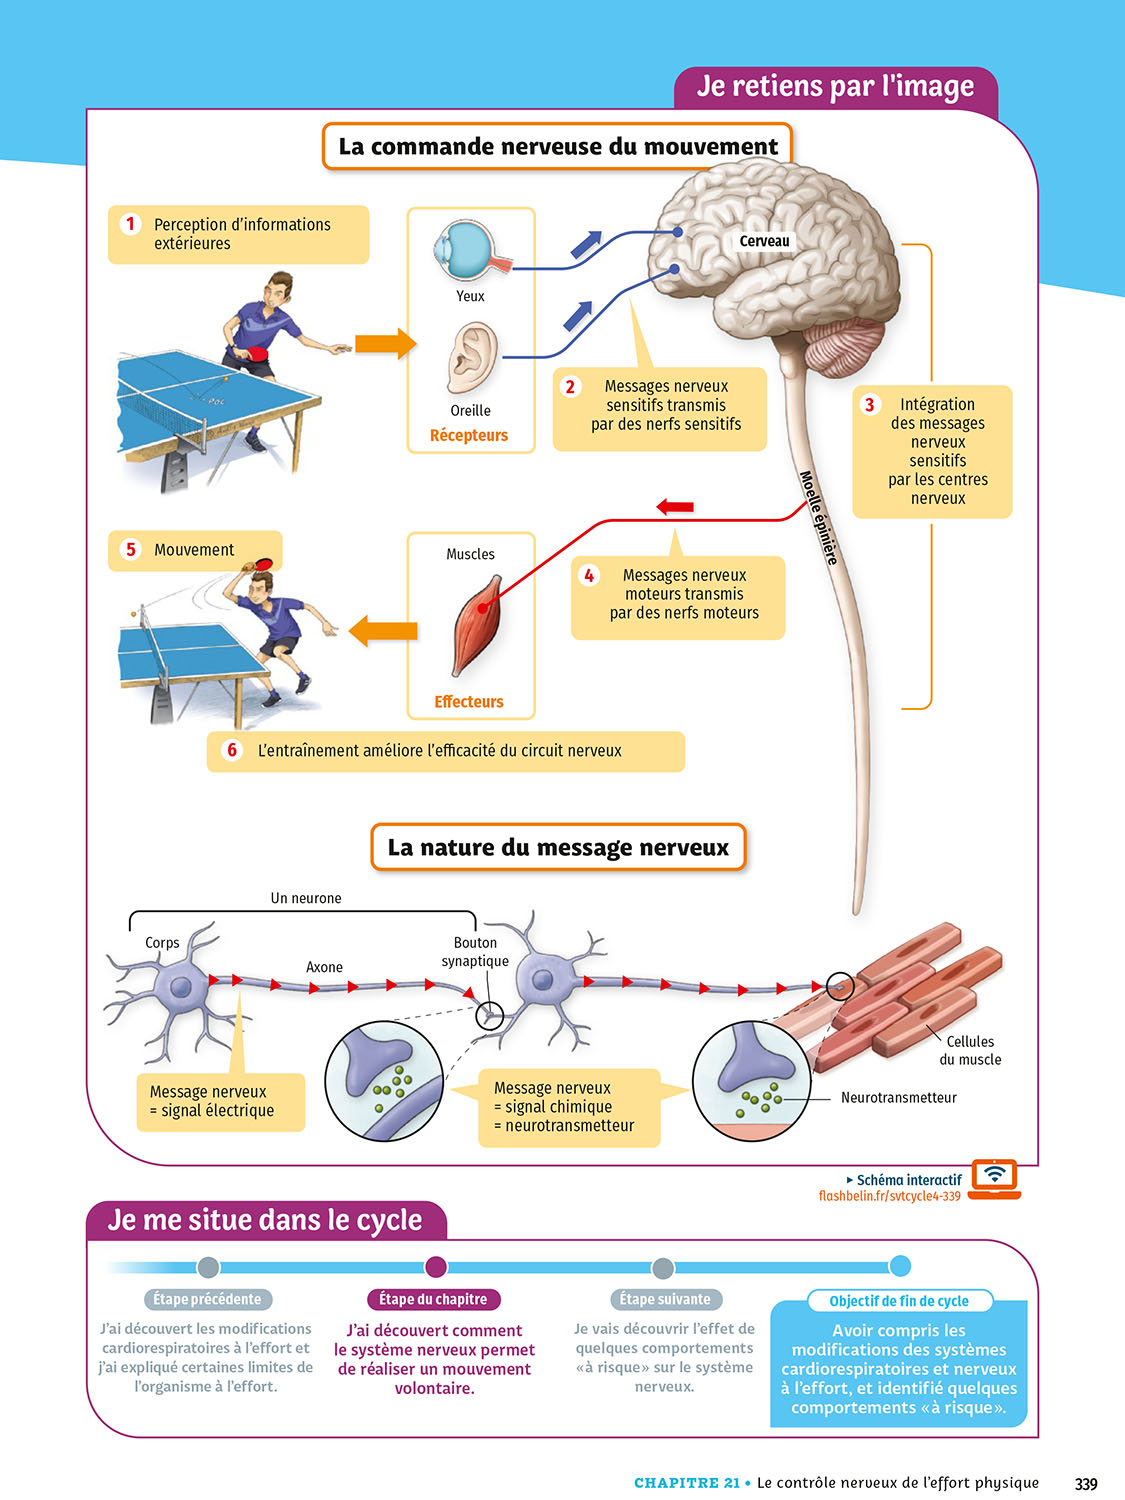 Je retiens par l'image
La commande nerveuse du mouvement
1 Perception d'informations
extérieures
Poc
Yeux
Oreille
Récepteurs
Cerveau
2 Messages nerveux
sensitifs transmis
par des nerfs sensitifs
3 Intégration
des messages
nerveux
sensitifs
par les centres
nerveux
Moelle épinière
4 Messages nerveux
moteurs transmis
par des nerfs moteurs
Muscles
Effecteurs
5 Mouvement
6 L'entraînement améliore l'efficacité du circuit nerveux
La nature du message nerveux
Un neurone
Corps
Axone
Bouton
synaptique
Cellules
du muscle
Message nerveux
= signal électrique
Message nerveux
= signal chimique
= neurotransmetteur
Neurotransmetteur
▸ Schéma interactif
flashbelin.fr/svtcycle4-339
Je me situe dans le cycle
Étape précédente
J'ai découvert les modifications
cardiorespiratoires à l'effort et
j'ai expliqué certaines limites de
l'organisme à l'effort.
Étape du chapitre
J'ai découvert comment
le système nerveux permet
de réaliser un mouvement
volontaire.
Étape suivante
Je vais découvrir l'effet de
quelques comportements
« à risque » sur le système
nerveux.
Objectif de fin de cycle
Avoir compris les
modifications des systèmes
cardiorespiratoires et nerveux
à l'effort, et identifié quelques
comportements « à risque ».
CHAPITRE 21 • Le contrôle nerveux de l'effort physique 339